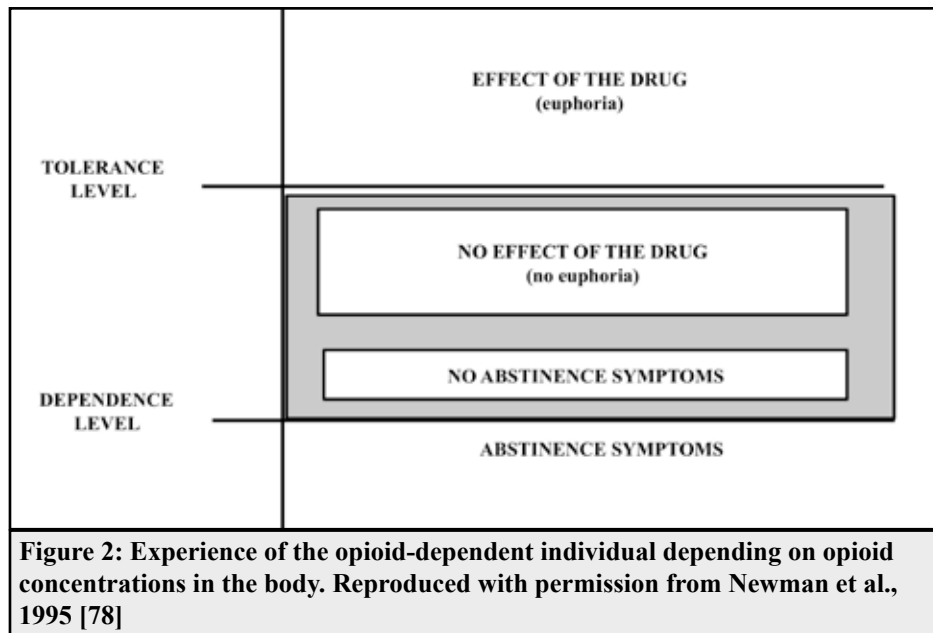 EFFECT OF THE DRUG
(euphoria)
TOLERANCE
LEVEL
NO EFFECT OF THE DRUG
(no euphoria)
NO ABSTINENCE SYMPTOMS
DEPENDENCE
LEVEL
ABSTINENCE SYMPTOMS
Figure 2: Experience of the opioid-dependent individual depending on opioid
concentrations in the body. Reproduced with permission from Newman et al.,
1995 [78]